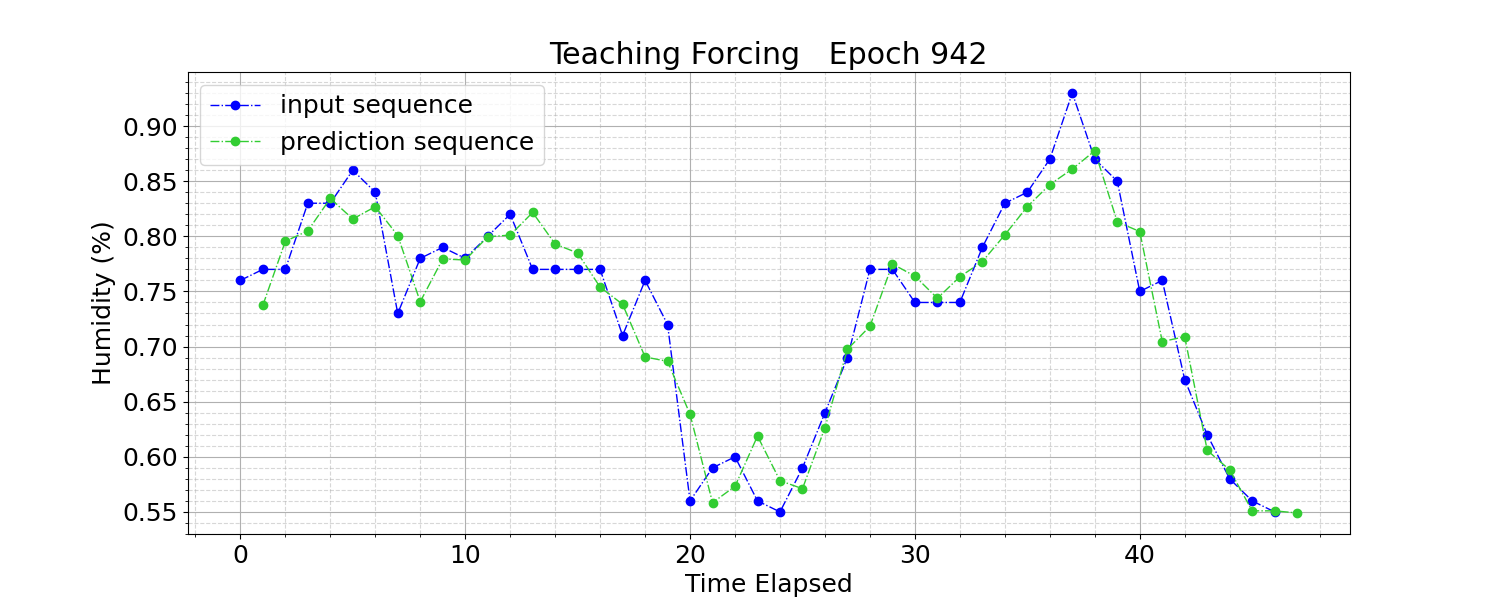 Teaching Forcing   Epoch 942
input sequence
prediction sequence
Humidity (%)
0.90
0.85
0.80
0.75
0.70
0.65
0.60
0.55
0 10 20 30 40
Time Elapsed